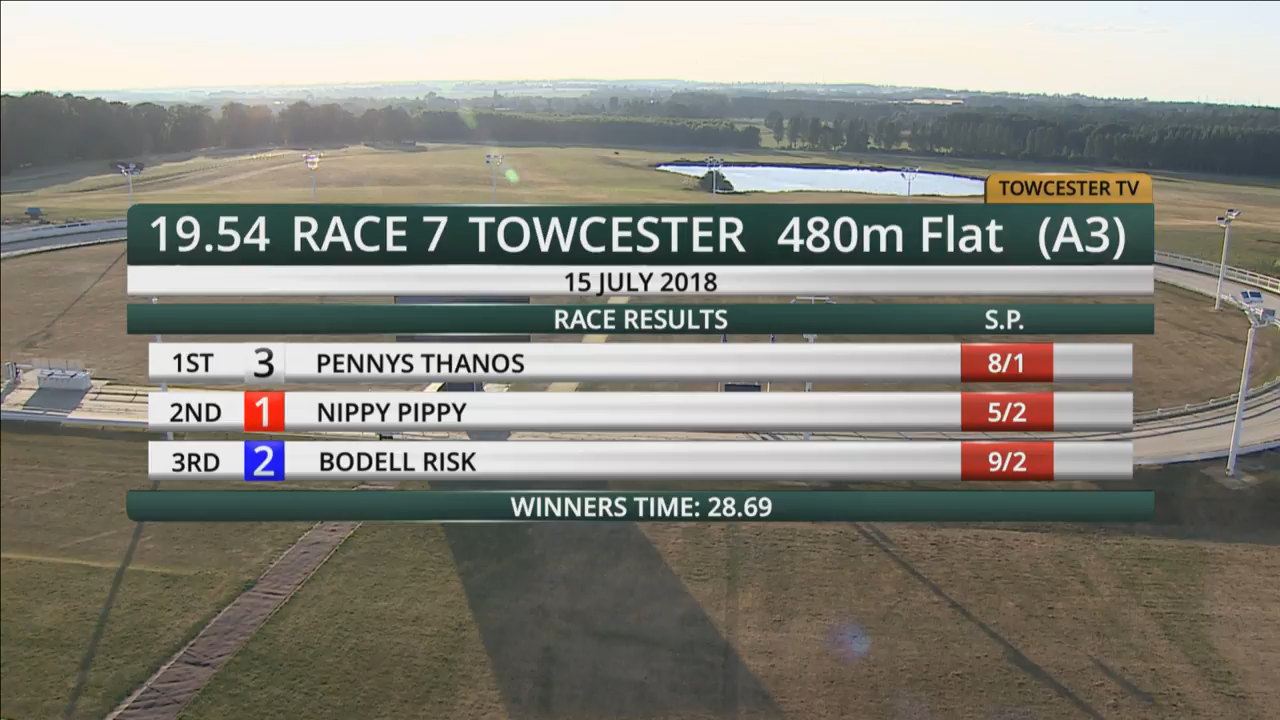 TOWCESTER TV
19.54 RACE 7 TOWCESTER 480m Flat (A3)
15 JULY 2018
RACE RESULTS S.P.
1ST 3 PENNYS THANOS 8/1
2ND 1 NIPPY PIPPY 5/2
3RD 2 BODELL RISK 9/2
WINNERS TIME: 28.69